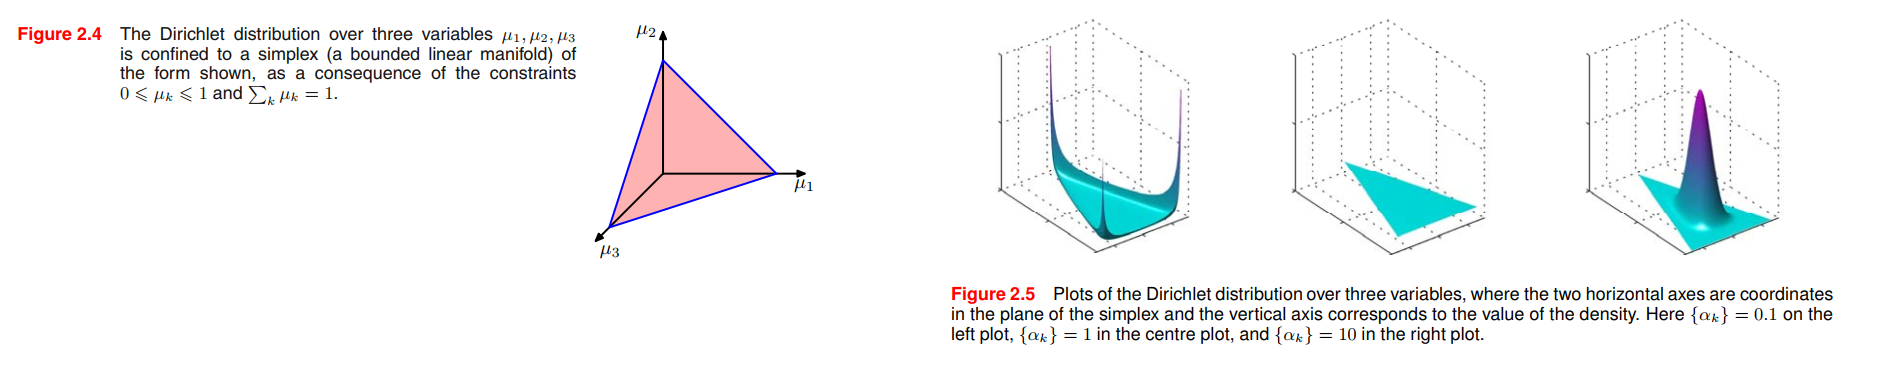 Figure 2.4 The Dirichlet distribution over three variables μ₁, μ₂, μ₃
is confined to a simplex (a bounded linear manifold) of
the form shown, as a consequence of the constraints
0 ⩽ μₖ ⩽ 1 and ∑ₖ μₖ = 1.
μ₂
μ₁
μ₃
Figure 2.5 Plots of the Dirichlet distribution over three variables, where the two horizontal axes are coordinates
in the plane of the simplex and the vertical axis corresponds to the value of the density. Here {αₖ} = 0.1 on the
left plot, {αₖ} = 1 in the centre plot, and {αₖ} = 10 in the right plot.